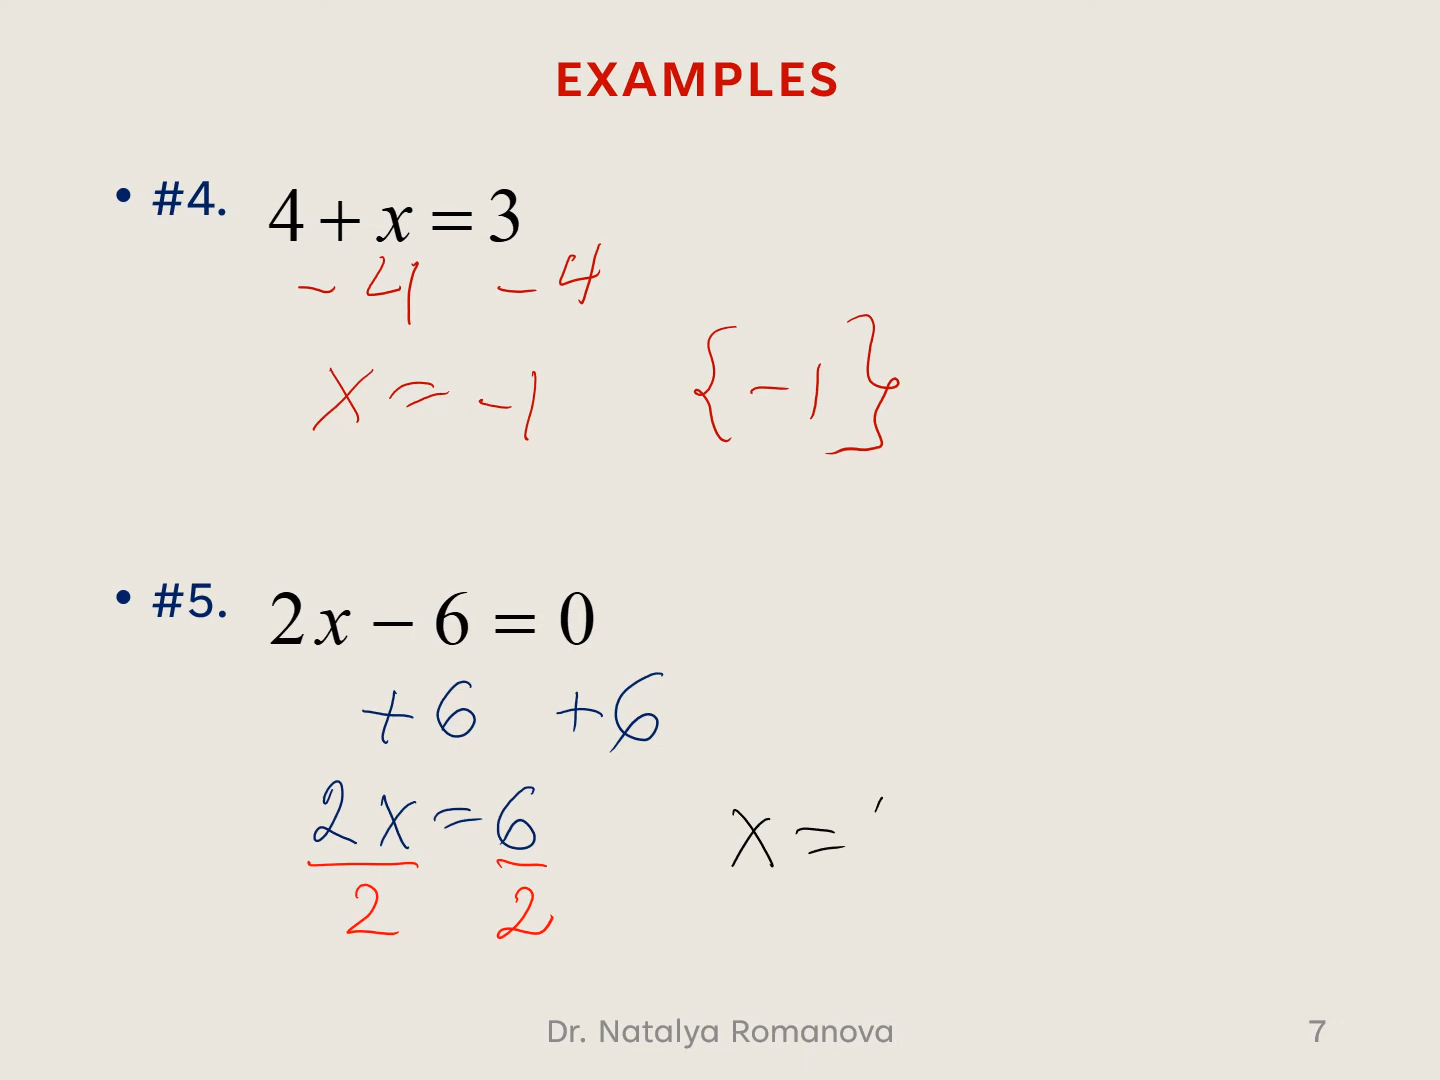 EXAMPLES
• #4. 4 + x = 3
- 4 - 4
x = -1 {-1}
• #5. 2x − 6 = 0
+ 6 + 6
2x = 6 x =
2 2
Dr. Natalya Romanova 7